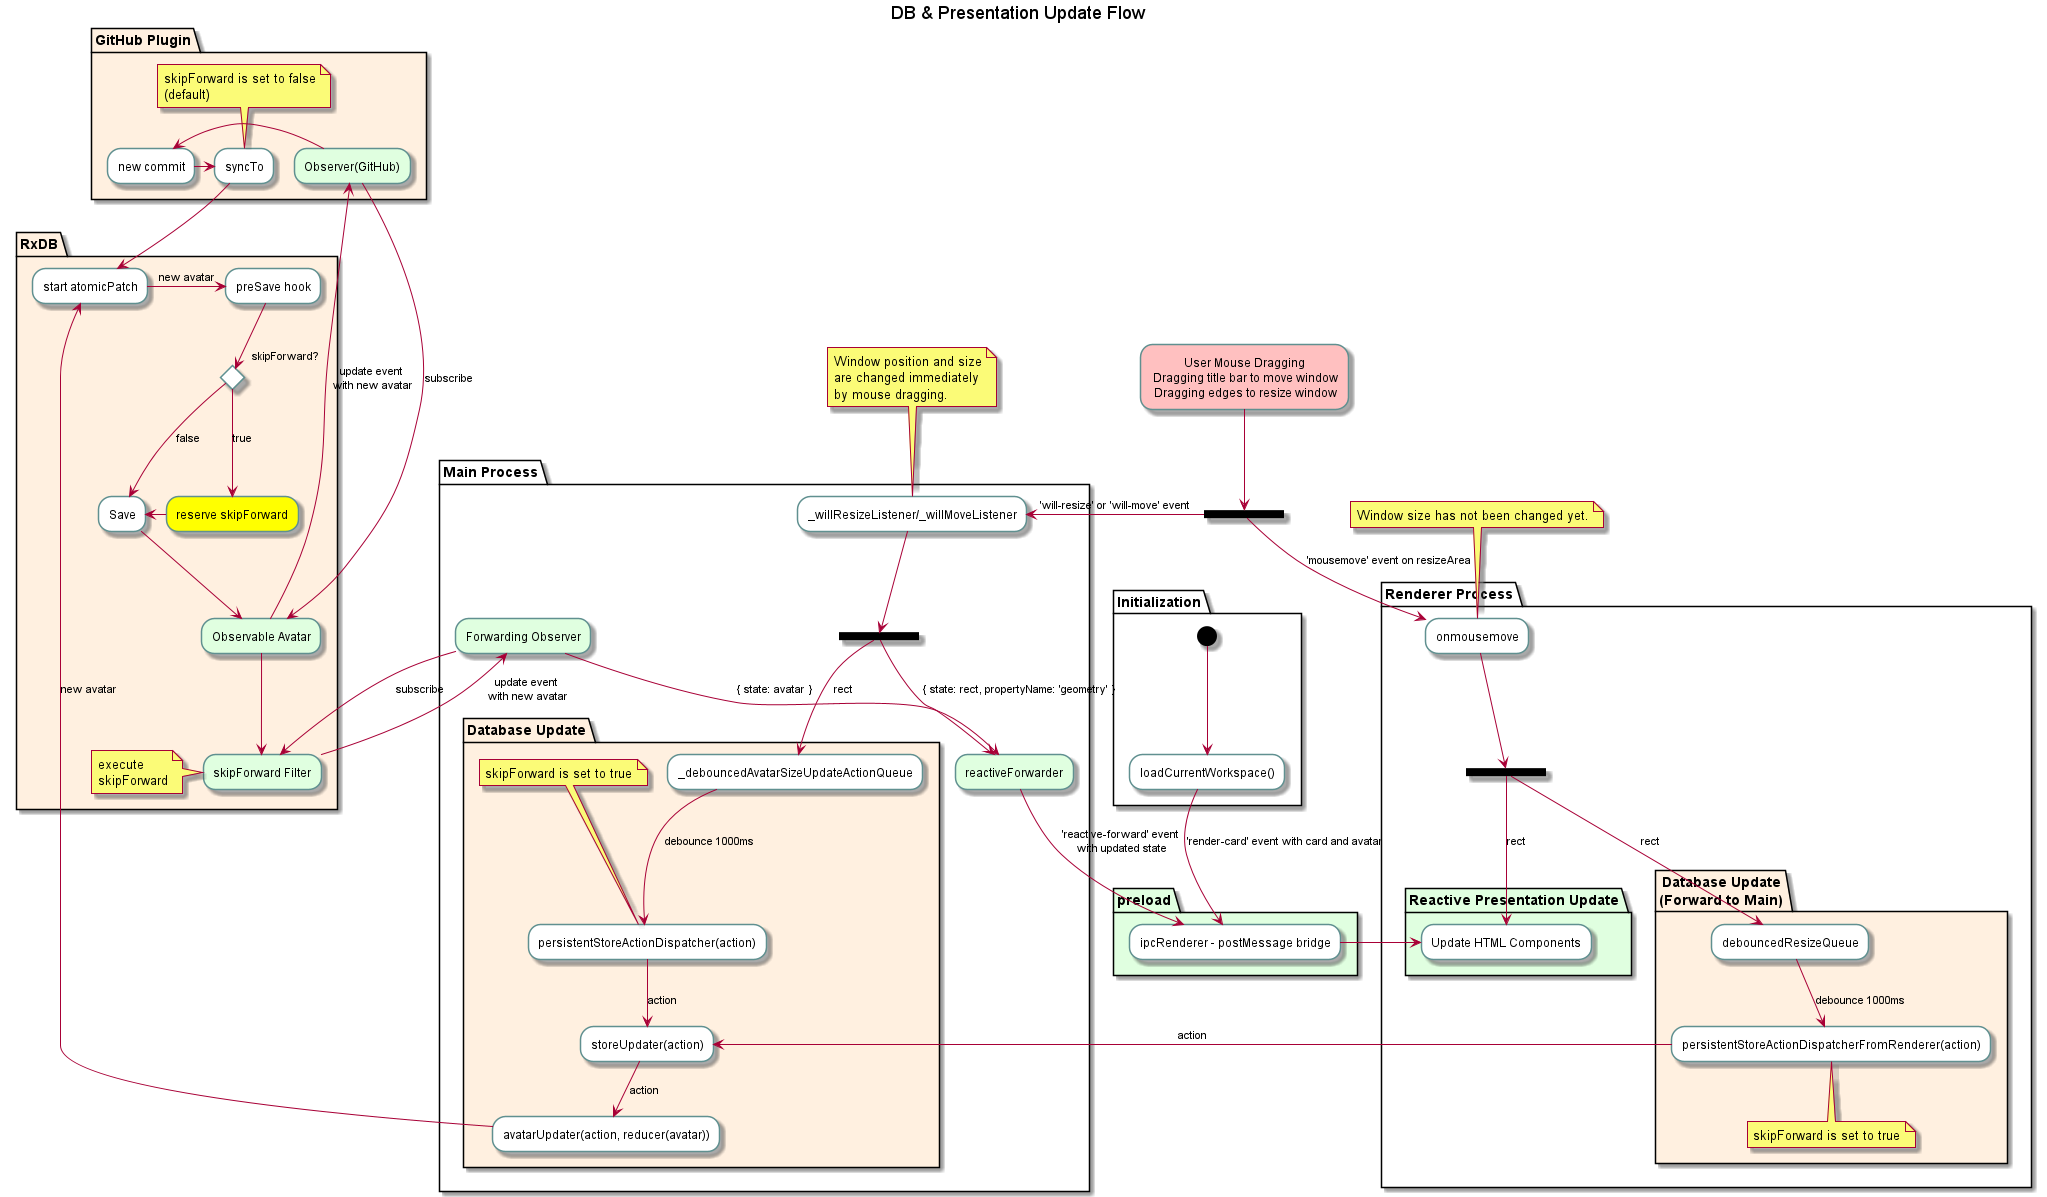 DB & Presentation Update Flow
GitHub Plugin
skipForward is set to false
(default)
new commit
syncTo
Observer(GitHub)
RxDB
start atomicPatch
new avatar
preSave hook
skipForward?
update event
with new avatar
subscribe
false
true
Save
reserve skipForward
Observable Avatar
new avatar
execute
skipForward
skipForward Filter
Window position and size
are changed immediately
by mouse dragging.
User Mouse Dragging
Dragging title bar to move window
Dragging edges to resize window
Main Process
_willResizeListener/_willMoveListener
'will-resize' or 'will-move' event
Window size has not been changed yet.
'mousemove' event on resizeArea
Forwarding Observer
subscribe
update event
with new avatar
{ state: avatar }
rect
{ state: rect, propertyName: 'geometry' }
Initialization
loadCurrentWorkspace()
Renderer Process
onmousemove
Database Update
skipForward is set to true
_debouncedAvatarSizeUpdateActionQueue
reactiveForwarder
debounce 1000ms
'reactive-forward' event
with updated state
'render-card' event with card and avatar
rect
rect
preload
ipcRenderer - postMessage bridge
Reactive Presentation Update
Update HTML Components
Database Update
(Forward to Main)
debouncedResizeQueue
persistentStoreActionDispatcher(action)
action
debounce 1000ms
storeUpdater(action)
action
persistentStoreActionDispatcherFromRenderer(action)
action
avatarUpdater(action, reducer(avatar))
skipForward is set to true